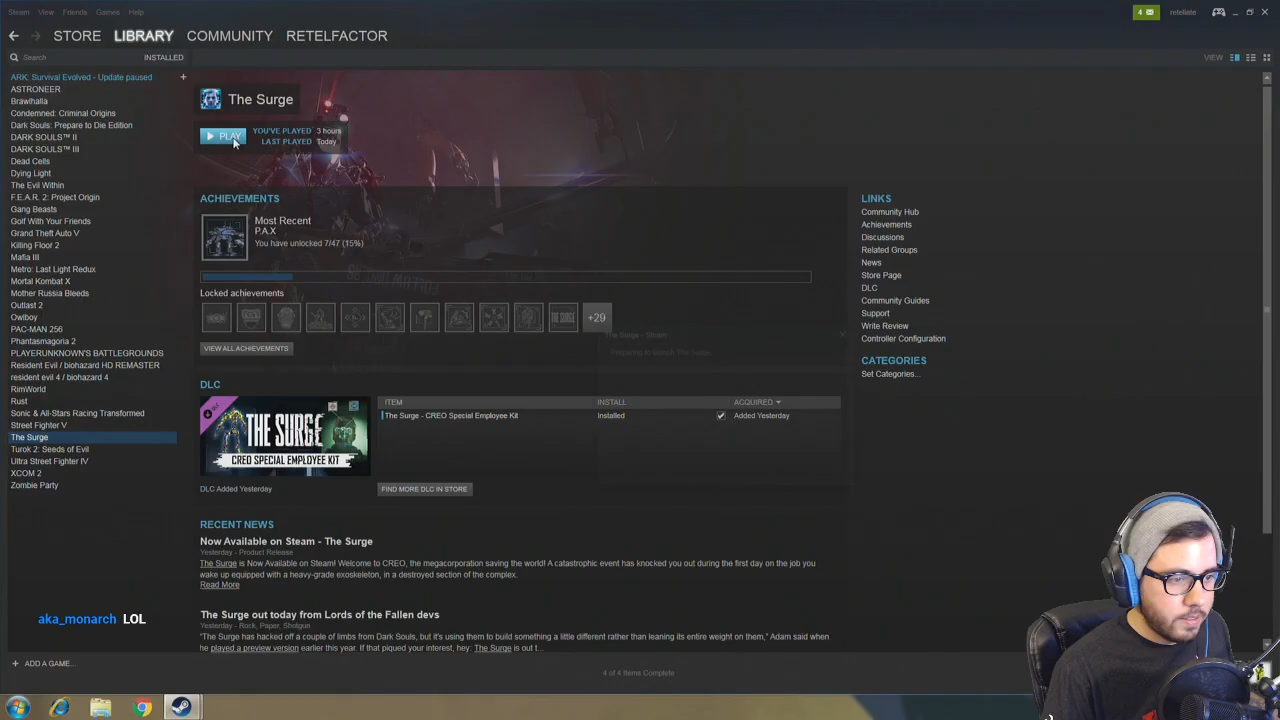 Steam View Friends Games Help
4 retefiate
STORE LIBRARY COMMUNITY RETELFACTOR
Search INSTALLED VIEW
ARK: Survival Evolved - Update paused
ASTRONEER
Brawlhalla
Condemned: Criminal Origins
Dark Souls: Prepare to Die Edition
DARK SOULS™ II
DARK SOULS™ III
Dead Cells
Dying Light
The Evil Within
F.E.A.R. 2: Project Origin
Gang Beasts
Golf With Your Friends
Grand Theft Auto V
Killing Floor 2
Mafia III
Metro: Last Light Redux
Mortal Kombat X
Mother Russia Bleeds
Outlast 2
Owlboy
PAC-MAN 256
Phantasmagoria 2
PLAYERUNKNOWN'S BATTLEGROUNDS
Resident Evil / biohazard HD REMASTER
resident evil 4 / biohazard 4
RimWorld
Rust
Sonic & All-Stars Racing Transformed
Street Fighter V
The Surge
Turok 2: Seeds of Evil
Ultra Street Fighter IV
XCOM 2
Zombie Party
ADD A GAME...
The Surge
PLAY
YOU'VE PLAYED 3 hours
LAST PLAYED Today
ACHIEVEMENTS
Most Recent
P.A.X
You have unlocked 7/47 (15%)
Locked achievements
THE SURGE
+29
VIEW ALL ACHIEVEMENTS
The Surge - Steam
Preparing to launch The Surge...
DLC
ITEM INSTALL ACQUIRED
The Surge - CREO Special Employee Kit Installed Added Yesterday
DLC
THE SURGE
CREO SPECIAL EMPLOYEE KIT
DLC Added Yesterday
FIND MORE DLC IN STORE
RECENT NEWS
Now Available on Steam - The Surge
Yesterday - Product Release
The Surge is Now Available on Steam! Welcome to CREO, the megacorporation saving the world! A catastrophic event has knocked you out during the first day on the job you
wake up equipped with a heavy-grade exoskeleton, in a destroyed section of the complex.
Read More
The Surge out today from Lords of the Fallen devs
Yesterday - Rock, Paper, Shotgun
"The Surge has hacked off a couple of limbs from Dark Souls, but it's using them to build something a little different rather than leaning its entire weight on them," Adam said when
he played a preview version earlier this year. If that piqued your interest, hey: The Surge is out t...
4 of 4 Items Complete
LINKS
Community Hub
Achievements
Discussions
Related Groups
News
Store Page
DLC
Community Guides
Support
Write Review
Controller Configuration
CATEGORIES
Set Categories...
aka_monarch LOL